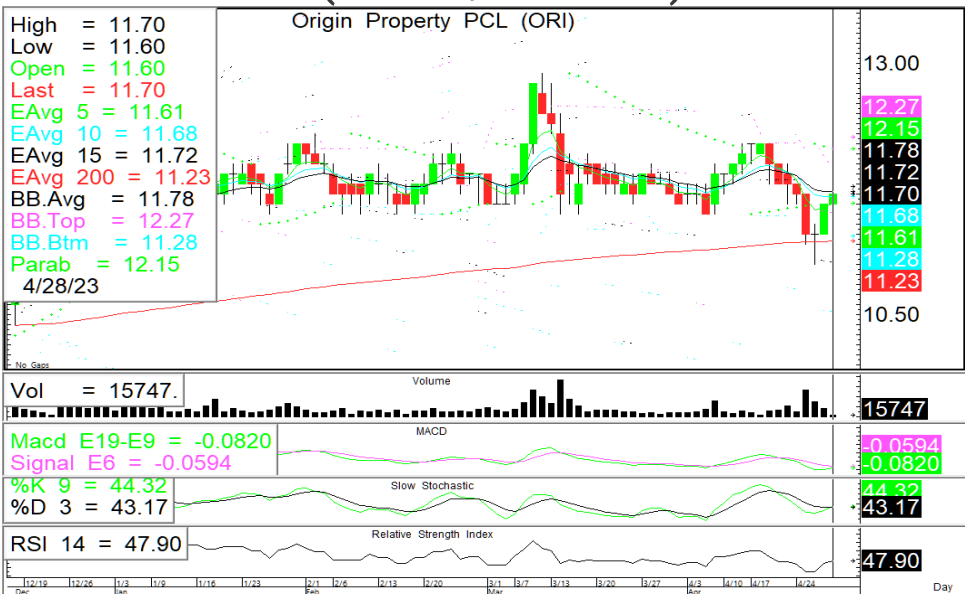 Origin Property PCL (ORI)
High = 11.70
Low = 11.60
Open = 11.60
Last = 11.70
EAvg 5 = 11.61
EAvg 10 = 11.68
EAvg 15 = 11.72
EAvg 200 = 11.23
BB.Avg = 11.78
BB.Top = 12.27
BB.Btm = 11.28
Parab = 12.15
4/28/23
13.00
12.27
12.15
11.78
11.72
11.70
11.68
11.61
11.28
11.23
10.50
No Gaps
Volume
Vol = 15747.
15747
MACD
Macd E19-E9 = -0.0820
Signal E6 = -0.0594
-0.0594
-0.0820
Slow Stochastic
%K 9 = 44.32
%D 3 = 43.17
44.32
43.17
Relative Strength Index
RSI 14 = 47.90
47.90
12/19 12/26 1/3 1/9 1/16 1/23 2/1 2/6 2/13 2/20 3/1 3/7 3/13 3/20 3/27 4/3 4/10 4/17 4/24
Dec Jan Feb Mar Apr
Day